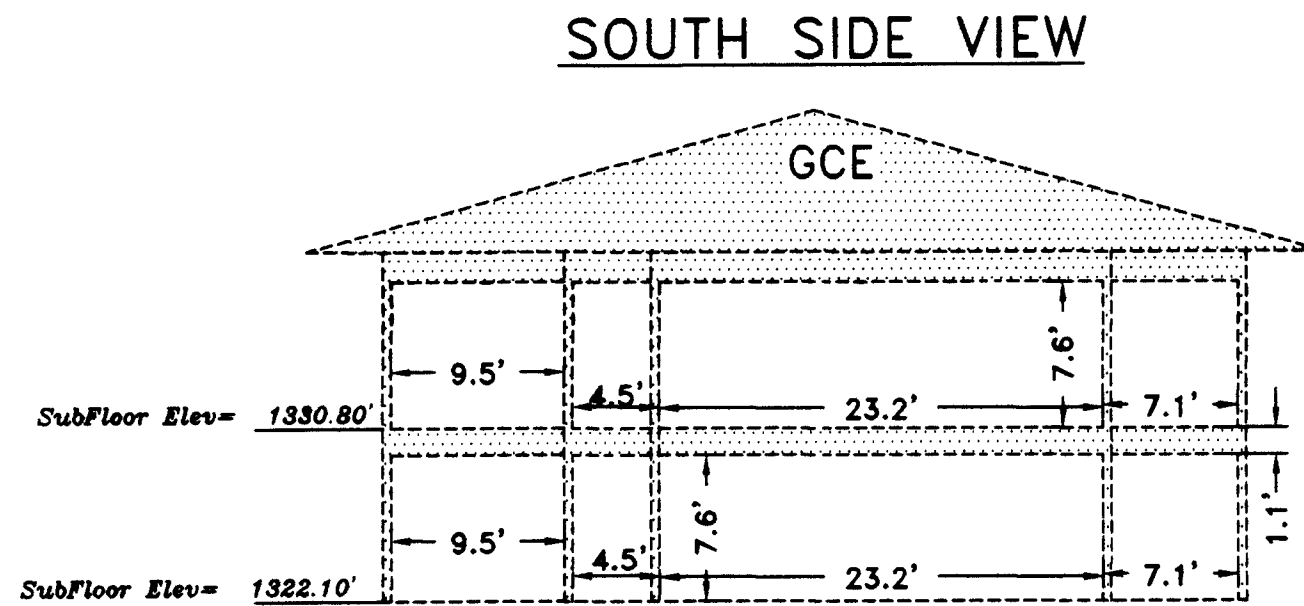 SOUTH SIDE VIEW
GCE
7.6'
9.5'
4.5'
23.2'
7.1'
SubFloor Elev= 1330.80'
1.1'
7.6'
9.5'
4.5'
23.2'
7.1'
SubFloor Elev= 1322.10'